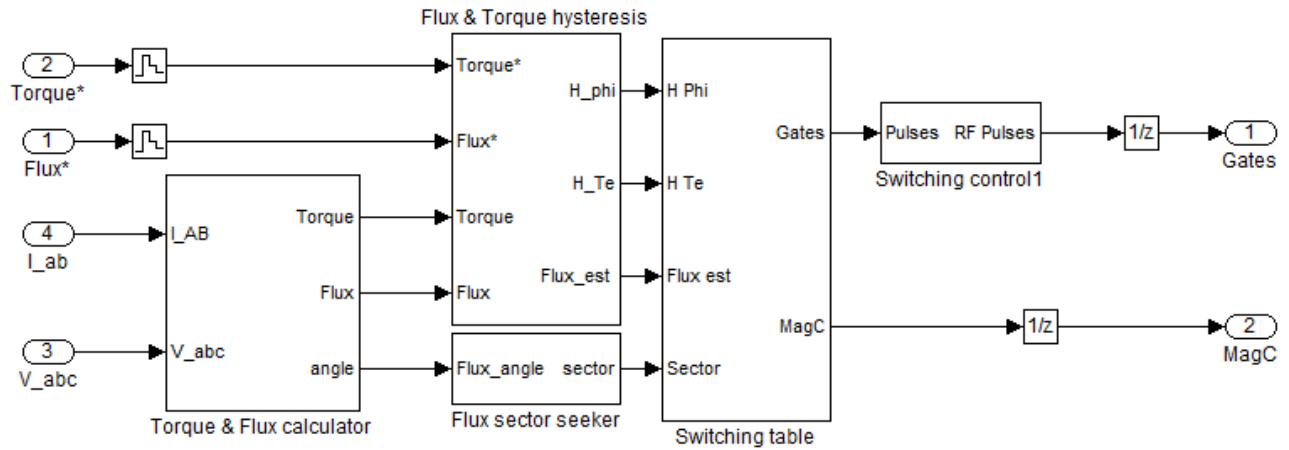 Flux & Torque hysteresis
2
Torque*
1
Flux*
4
I_ab
3
V_abc
I_AB
V_abc
Torque
Flux
angle
Torque & Flux calculator
Torque*
Flux*
Torque
Flux
H_phi
H_Te
Flux_est
Flux_angle sector
Flux sector seeker
H Phi
H Te
Flux est
Sector
Gates
MagC
Switching table
Pulses RF Pulses
Switching control1
1/z
1
Gates
1/z
2
MagC